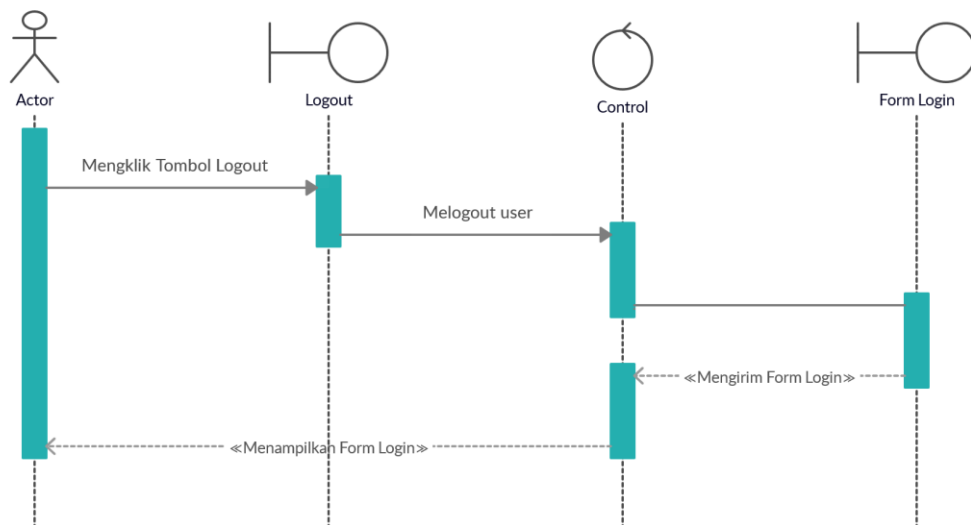 Actor
Logout
Control
Form Login
Mengklik Tombol Logout
Melogout user
≪Mengirim Form Login≫
≪Menampilkan Form Login≫